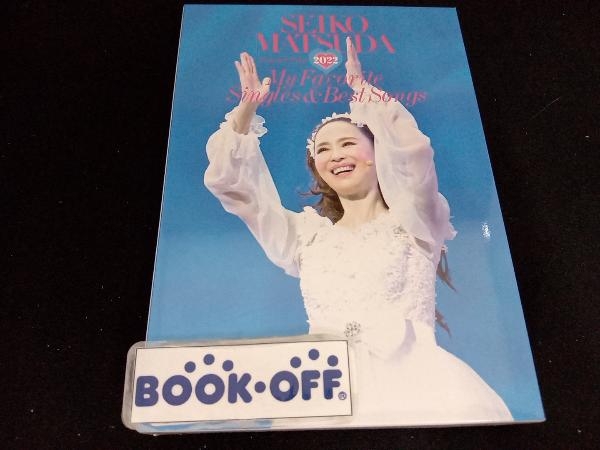 SEIKO
MATSUDA
2022
My Favorite
Singles & Best Songs
BOOK・OFF®